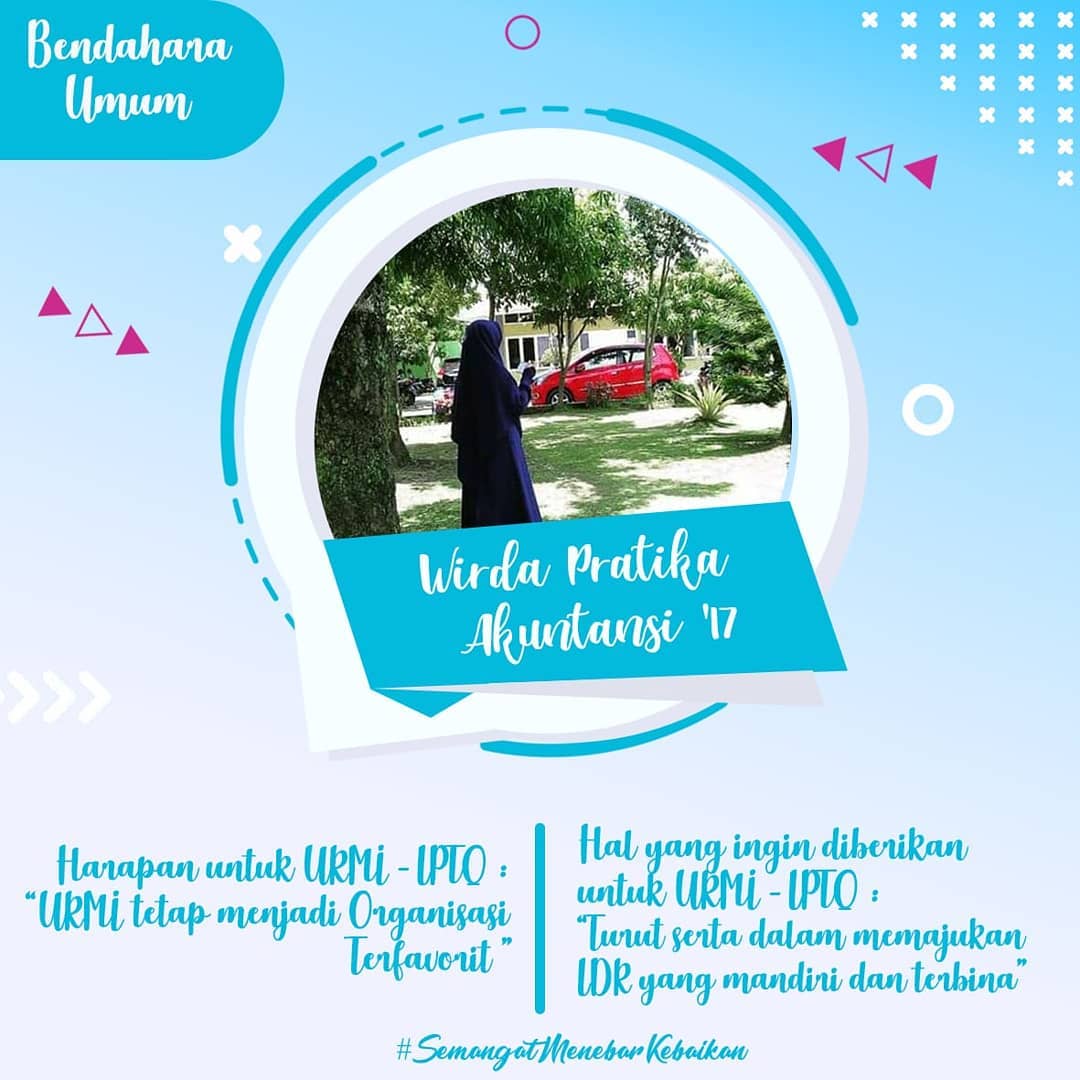 Bendahara
Umum
Wirda Pratika
Akuntansi '17
Harapan untuk URMI - LPTQ :
"URMI tetap menjadi Organisasi
Terfavorit"
Hal yang ingin diberikan
untuk URMI - LPTQ :
"Turut serta dalam memajukan
LDR yang mandiri dan terbina"
#SemangatMenebarKebaikan